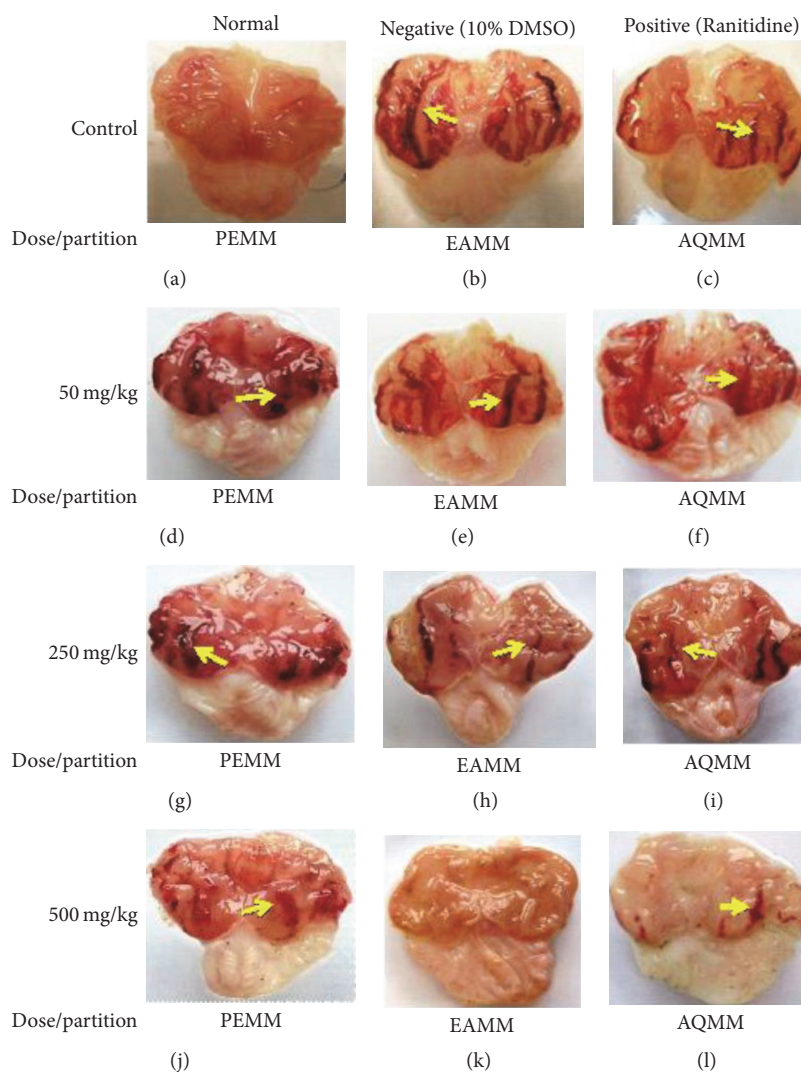 Normal
Negative (10% DMSO)
Positive (Ranitidine)
Control
Dose/partition
PEMM
EAMM
AQMM
(a)
(b)
(c)
50 mg/kg
Dose/partition
PEMM
EAMM
AQMM
(d)
(e)
(f)
250 mg/kg
Dose/partition
PEMM
EAMM
AQMM
(g)
(h)
(i)
500 mg/kg
Dose/partition
PEMM
EAMM
AQMM
(j)
(k)
(l)